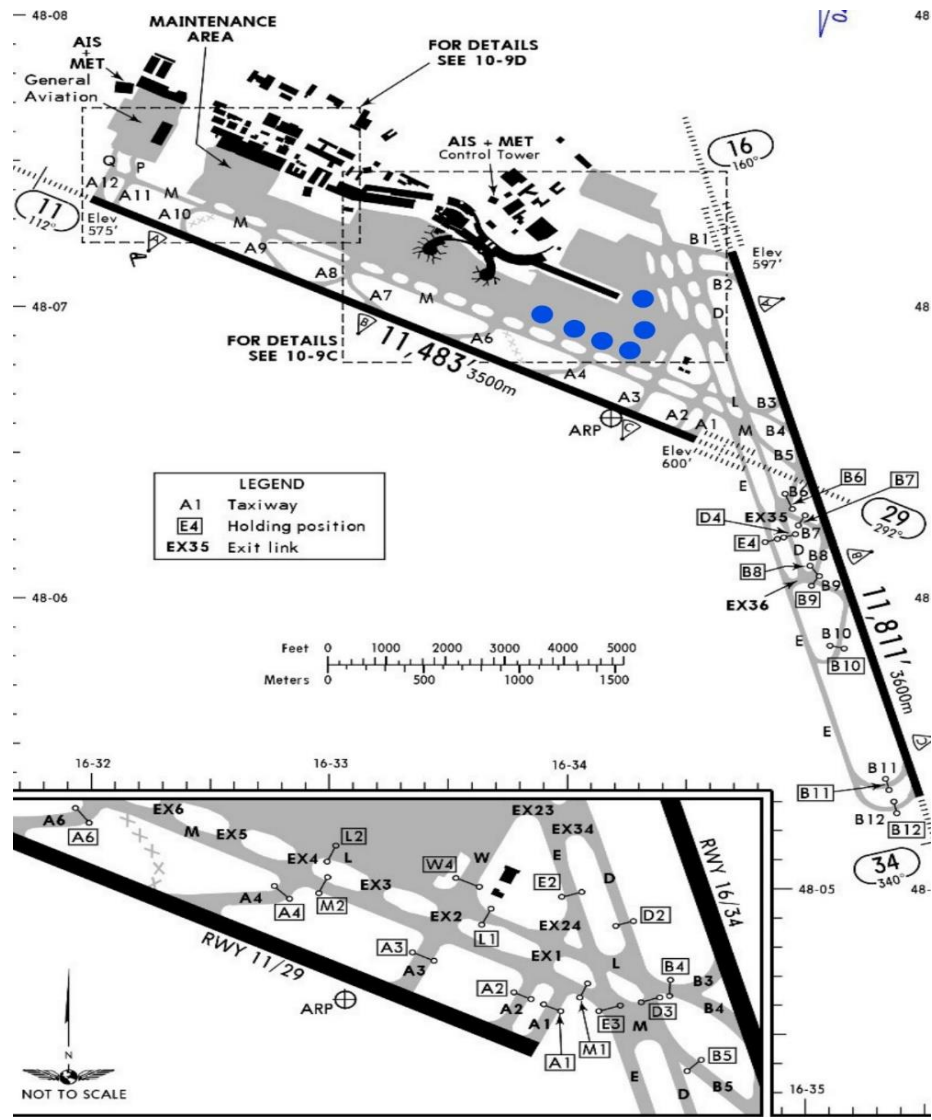 48-08
48-
MAINTENANCE
AREA
AIS
+
MET
General
Aviation
FOR DETAILS
SEE 10-9D
AIS + MET
Control Tower
16
160°
Q
P
A12
A11
M
A10
M
A9
11
112°
Elev
575'
A
B1
Elev
597'
B2
D
A
48-07
48-
A8
A7
M
A6
B
11,483' 3500m
FOR DETAILS
SEE 10-9C
A4
A3
A2
A1
L
B3
M
B4
B5
ARP
C
Elev
600'
E
B6
B7
B6
EX35
D4
B7
29
292°
E4
D
B8
B8
B
B9
B9
EX36
LEGEND
A1 Taxiway
E4 Holding position
EX35 Exit link
48-06
48-
11,811' 3600m
E
B10
B10
Feet 0 1000 2000 3000 4000 5000
Meters 0 500 1000 1500
E
C
B11
B11
B12
B12
34
340°
16-32
16-33
16-34
EX6
M
EX5
A6
A6
L2
EX4
L
EX3
A4
A4
M2
W4
W
EX23
EX34
E
E2
D
D2
EX2
L1
EX24
EX1
L
A3
A3
RWY 11/29
RWY 16/34
B4
B3
B4
A2
A2
A1
A1
M1
E3
D3
M
ARP
B5
B5
E
D
48-05
48-
16-35
N
NOT TO SCALE